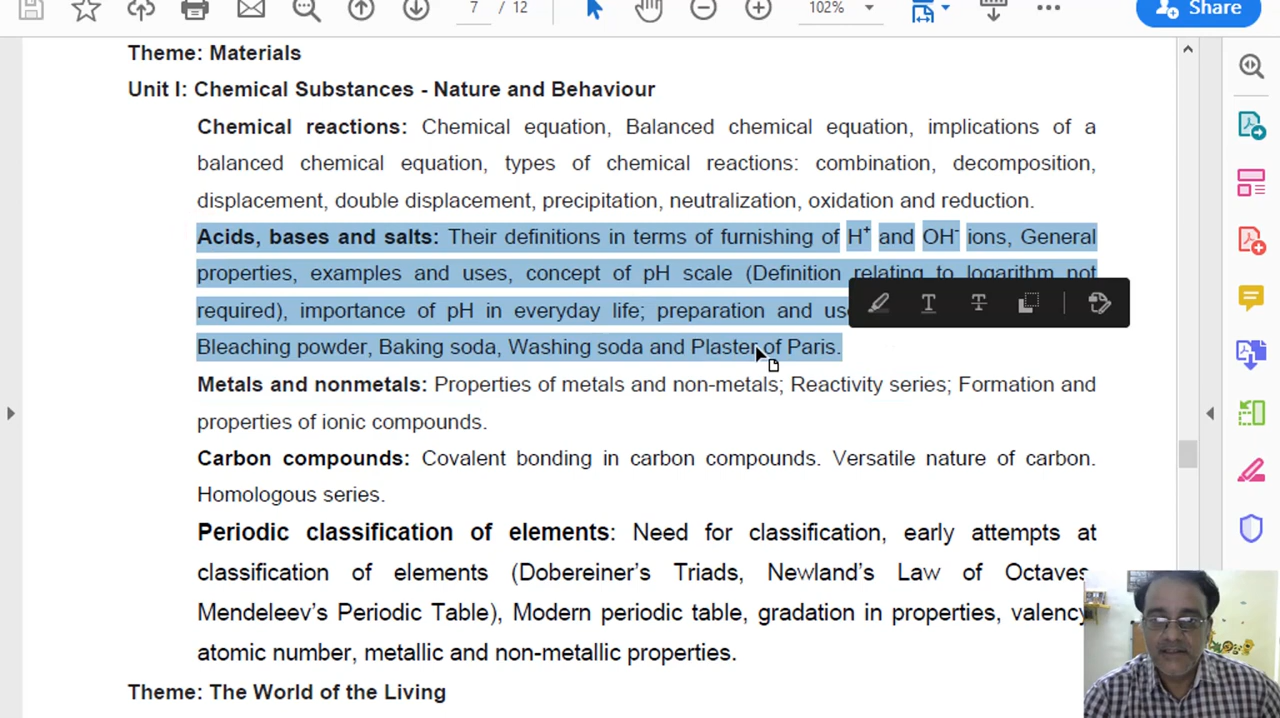 7 / 12
102%
Share
Theme: Materials
Unit I: Chemical Substances - Nature and Behaviour
Chemical reactions: Chemical equation, Balanced chemical equation, implications of a
balanced chemical equation, types of chemical reactions: combination, decomposition,
displacement, double displacement, precipitation, neutralization, oxidation and reduction.
Acids, bases and salts: Their definitions in terms of furnishing of H⁺ and OH⁻ ions, General
properties, examples and uses, concept of pH scale (Definition relating to logarithm not
required), importance of pH in everyday life; preparation and
Bleaching powder, Baking soda, Washing soda and Plaster of Paris.
Metals and nonmetals: Properties of metals and non-metals; Reactivity series; Formation and
properties of ionic compounds.
Carbon compounds: Covalent bonding in carbon compounds. Versatile nature of carbon.
Homologous series.
Periodic classification of elements: Need for classification, early attempts at
classification of elements (Dobereiner's Triads, Newland's Law of Octaves,
Mendeleev's Periodic Table), Modern periodic table, gradation in properties, valency,
atomic number, metallic and non-metallic properties.
Theme: The World of the Living